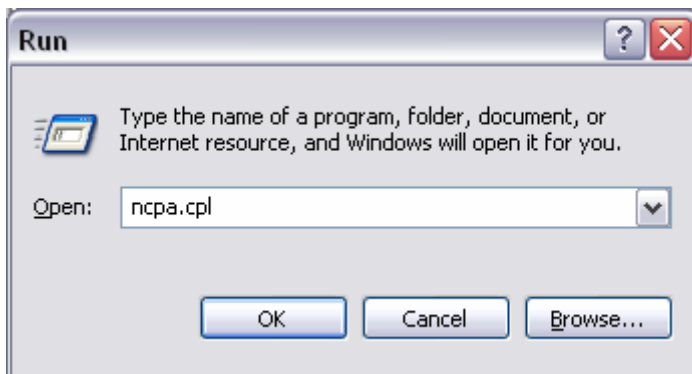 Run
Type the name of a program, folder, document, or
Internet resource, and Windows will open it for you.
Open: ncpa.cpl
OK Cancel Browse...